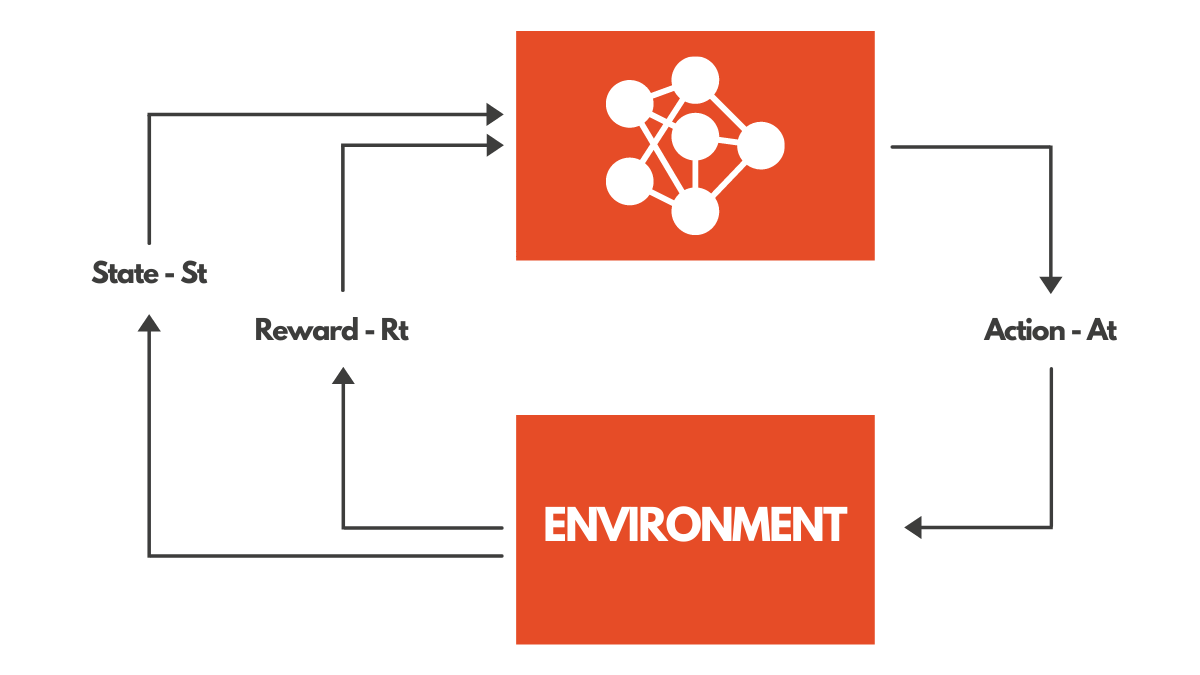 State - St
Reward - Rt
Action - At
ENVIRONMENT